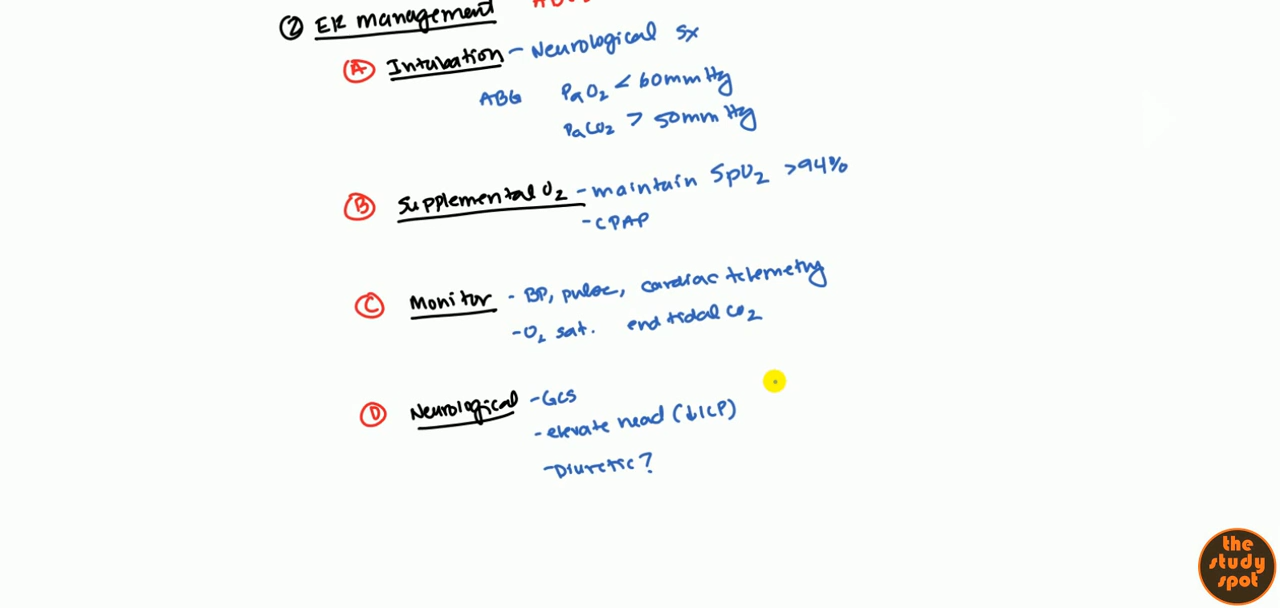 ② ER management
Ⓐ Intubation - Neurological sx
ABG PaO2 < 60mmHg
PaCO2 > 50mmHg
Ⓑ Supplemental O2 - maintain SpO2 >94%
- CPAP
Ⓒ Monitor - BP, pulse, cardiac telemetry
- O2 sat. end tidal CO2
Ⓓ Neurological - GCS
- elevate head (↓ICP)
- Diuretic?
the
study
spot